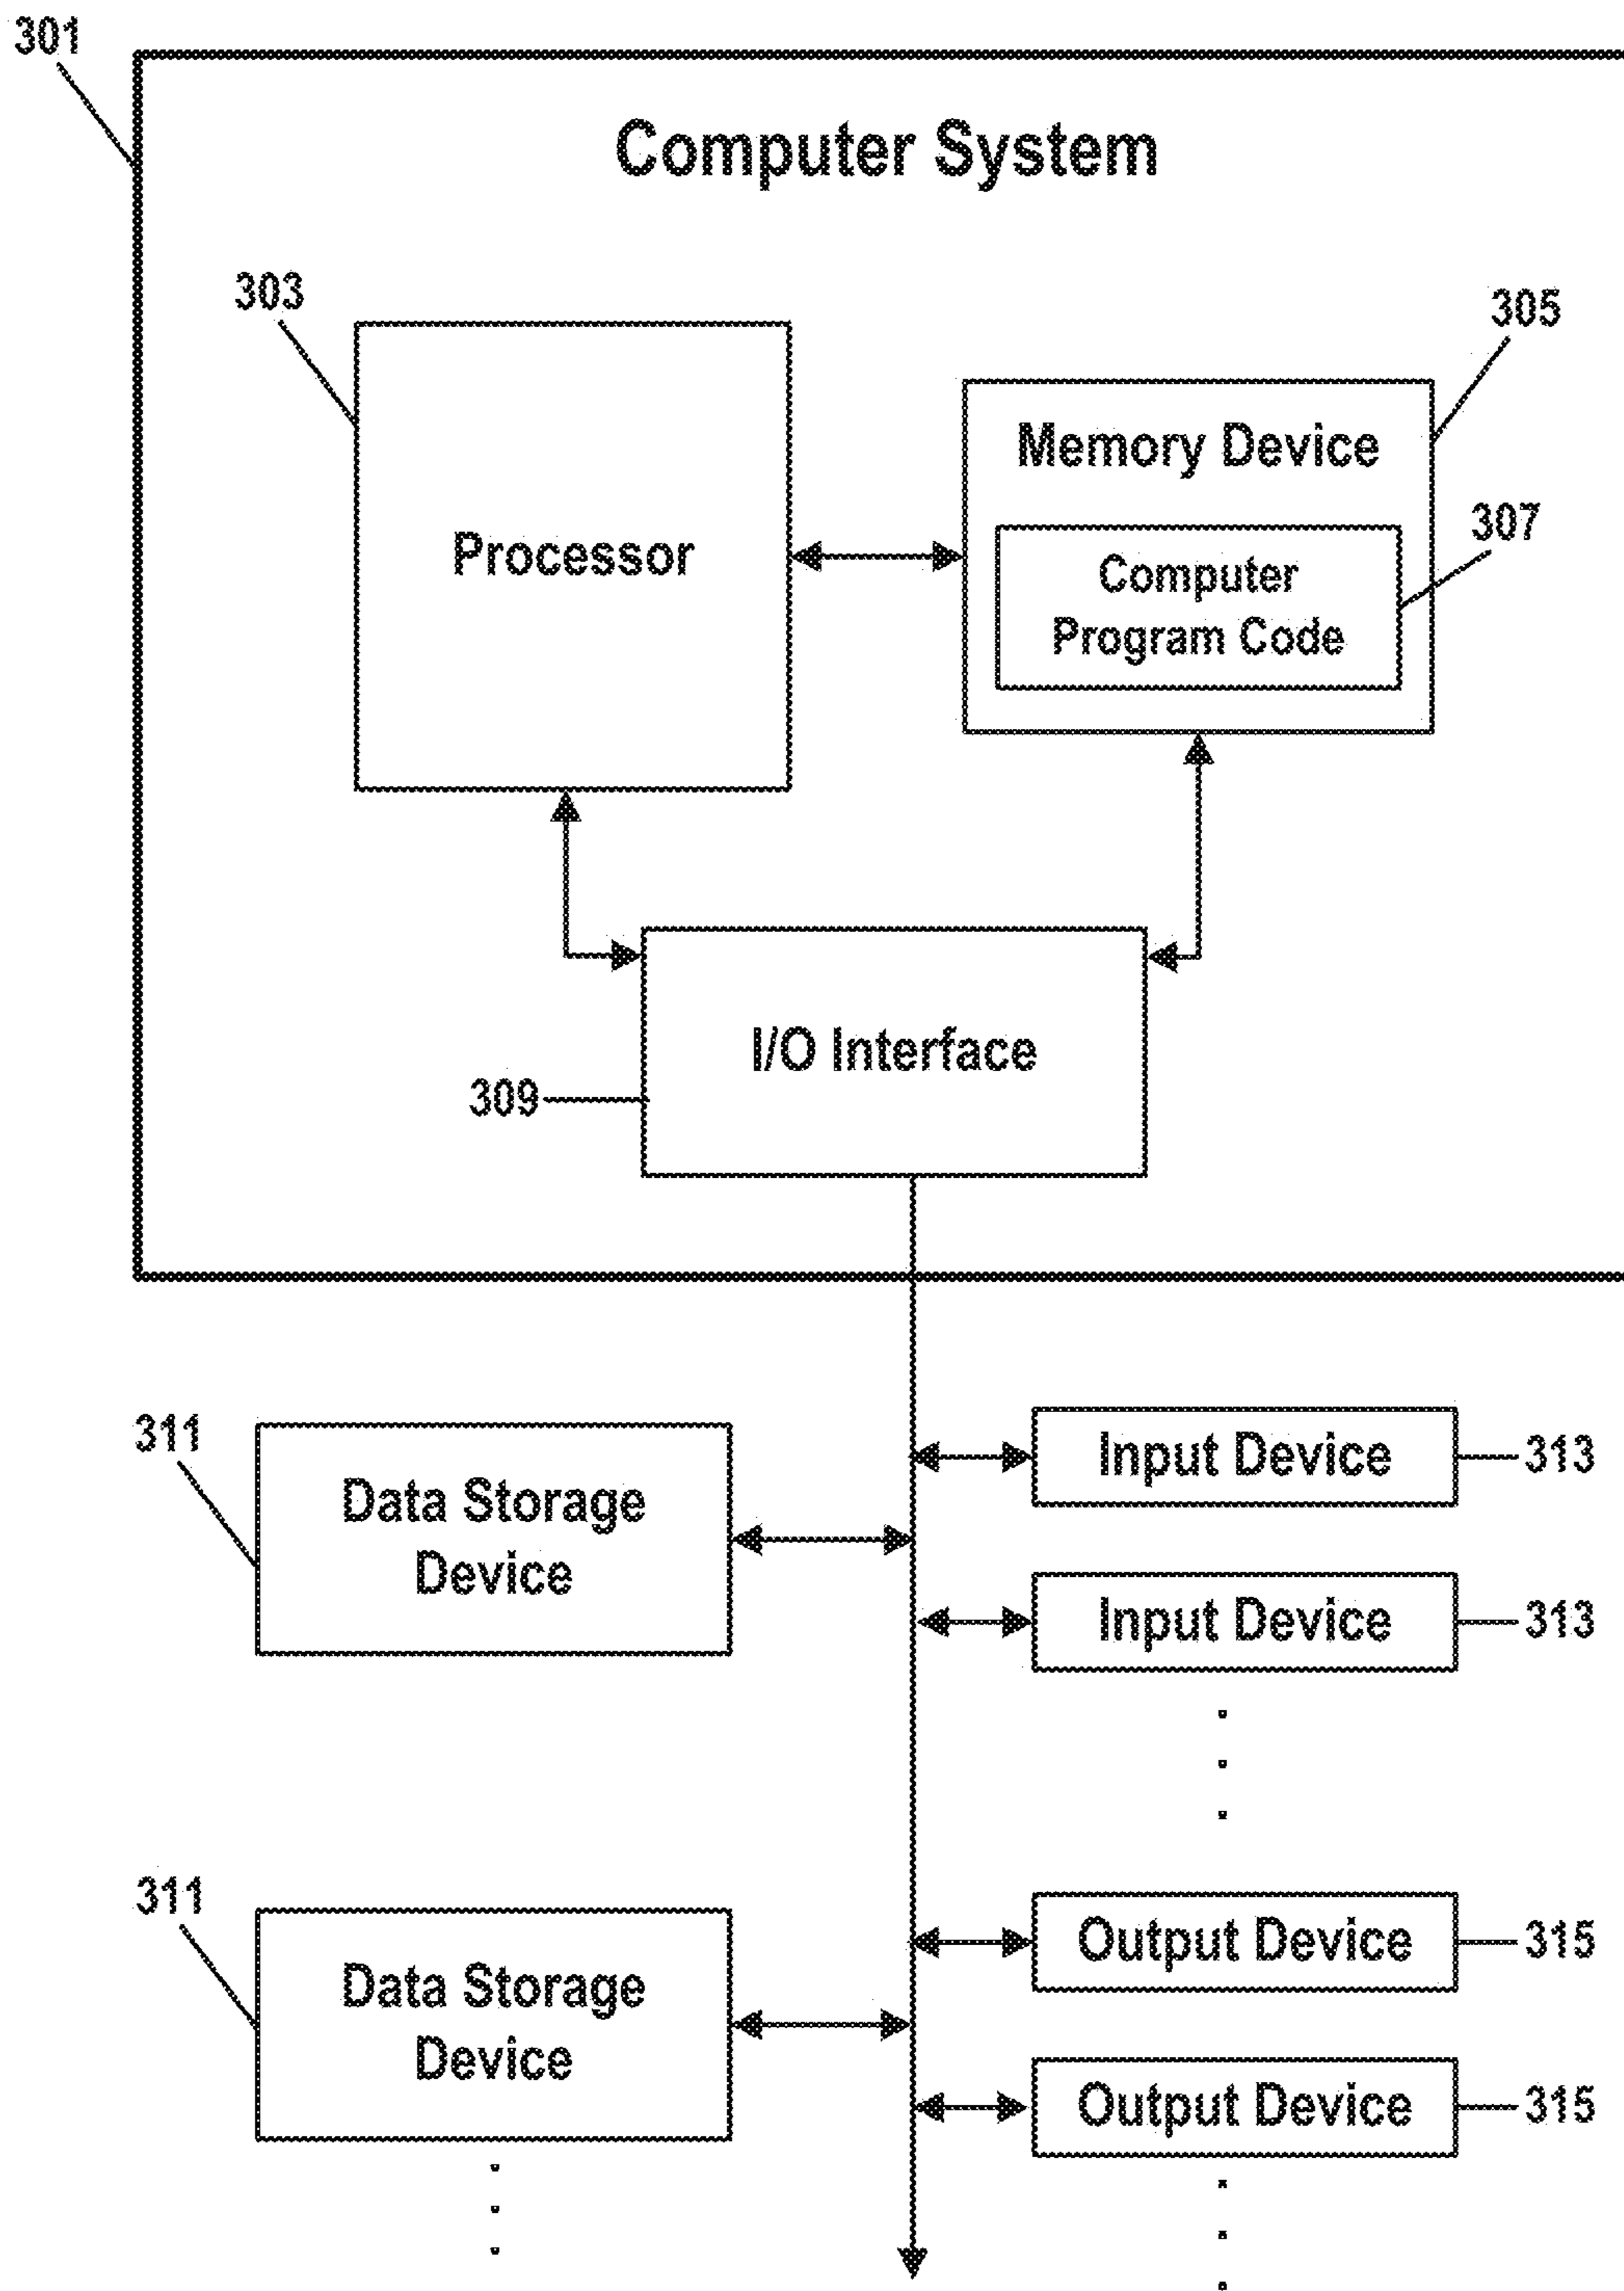 301
Computer System
303
305
Memory Device
307
Processor
Computer
Program Code
I/O Interface
309
311
Input Device
313
Data Storage
Device
Input Device
313
311
Output Device
315
Data Storage
Device
Output Device
315